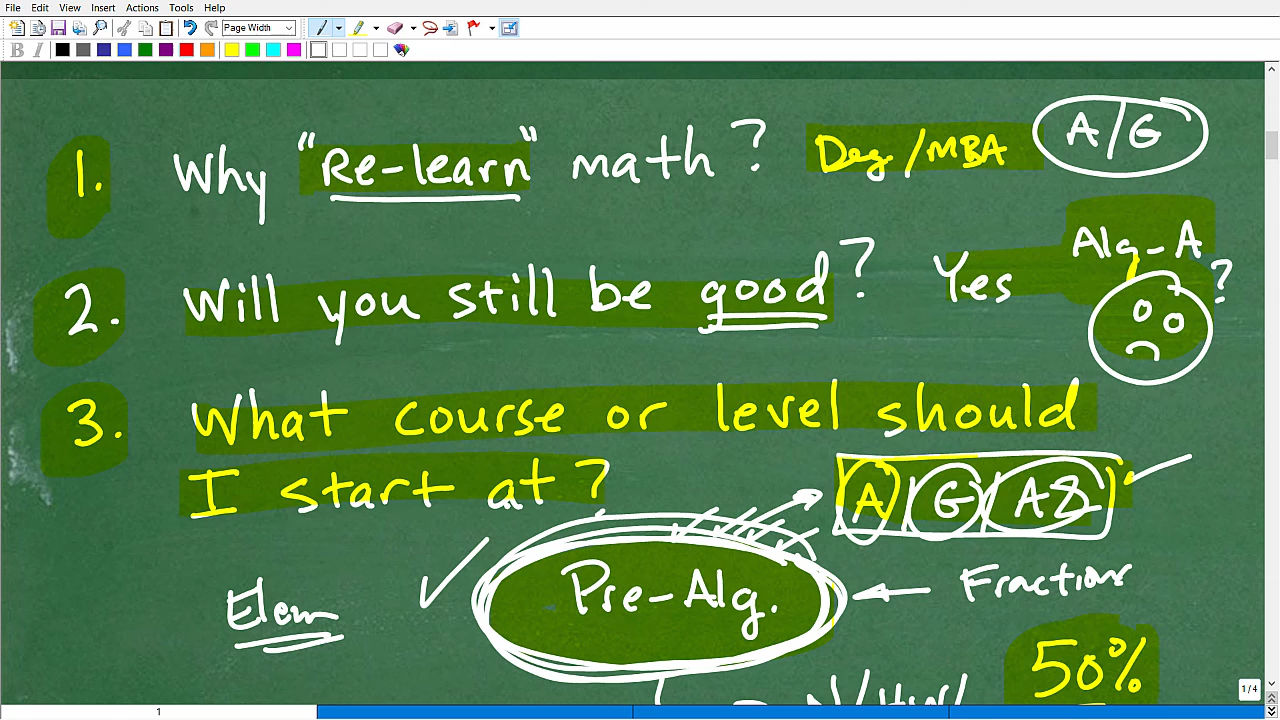 File Edit View Insert Actions Tools Help
Page Width
B I
1. Why "Re-learn" math? Deg/MBA A/G
2. Will you still be good? Yes Alg-A ?
3. What course or level should
I start at? A G A2
Elem Pre-Alg. Fractions
50%
1/4
1